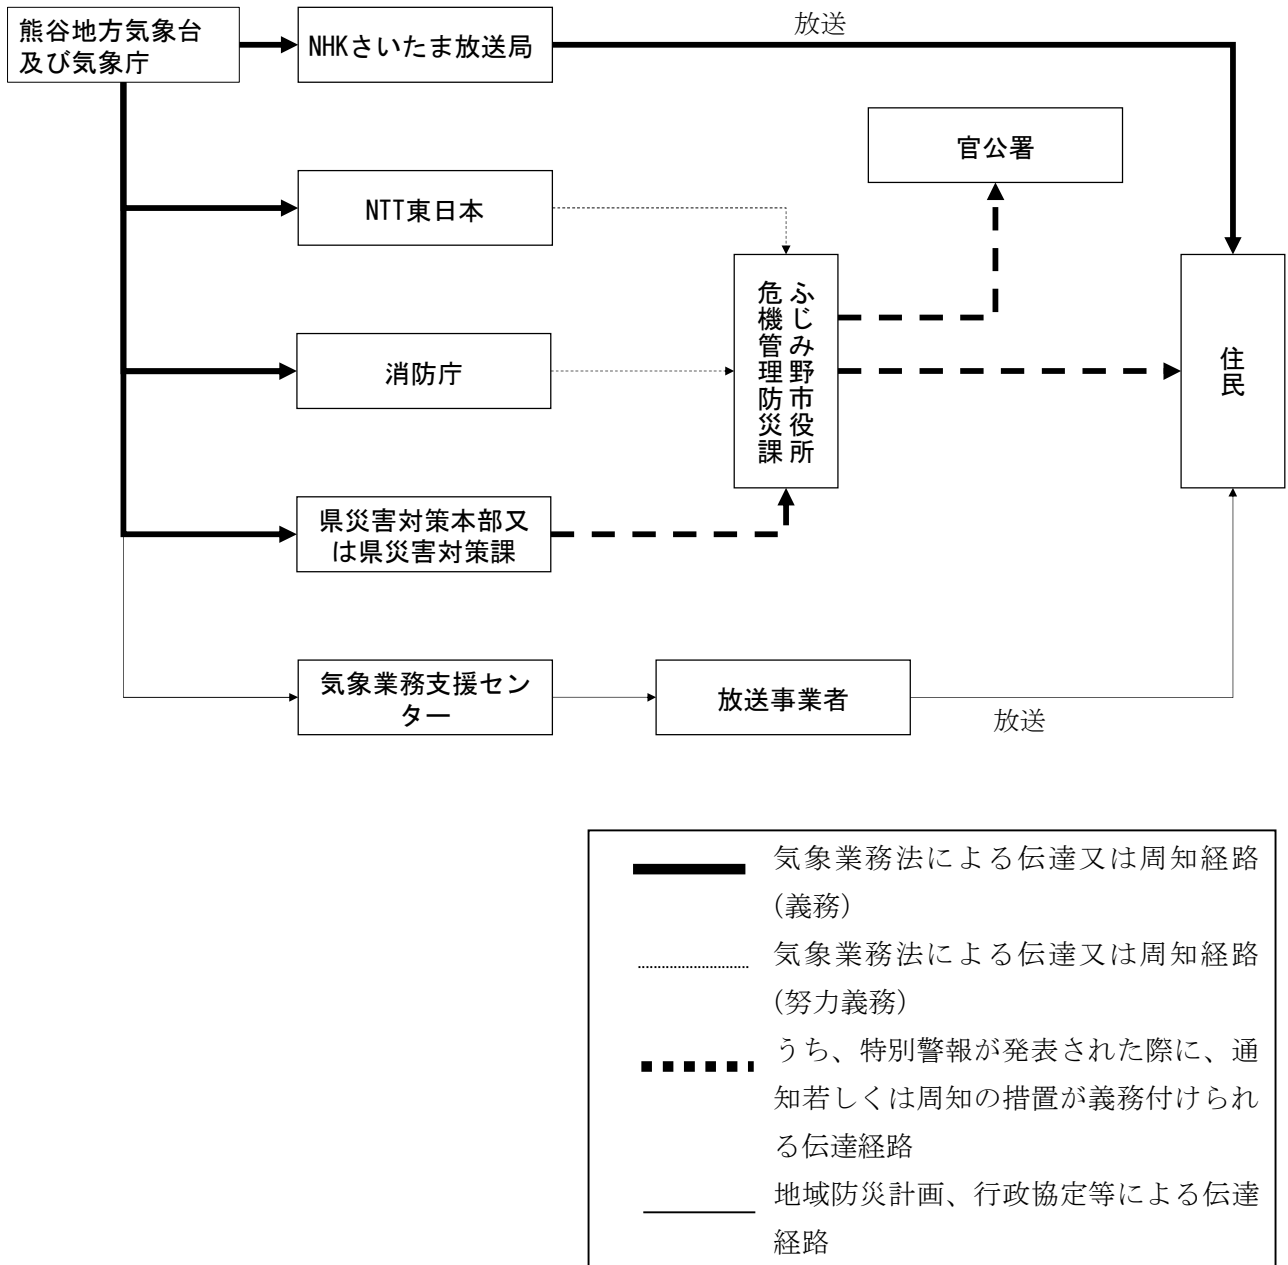 放送
熊谷地方気象台
及び気象庁
NHKさいたま放送局
官公署
NTT東日本
ふじみ野市役所
危機管理防災課
住民
消防庁
県災害対策本部又
は県災害対策課
気象業務支援セン
ター
放送事業者
放送
気象業務法による伝達又は周知経路
(義務)
気象業務法による伝達又は周知経路
(努力義務)
うち、特別警報が発表された際に、通
知若しくは周知の措置が義務付けられ
る伝達経路
地域防災計画、行政協定等による伝達
経路